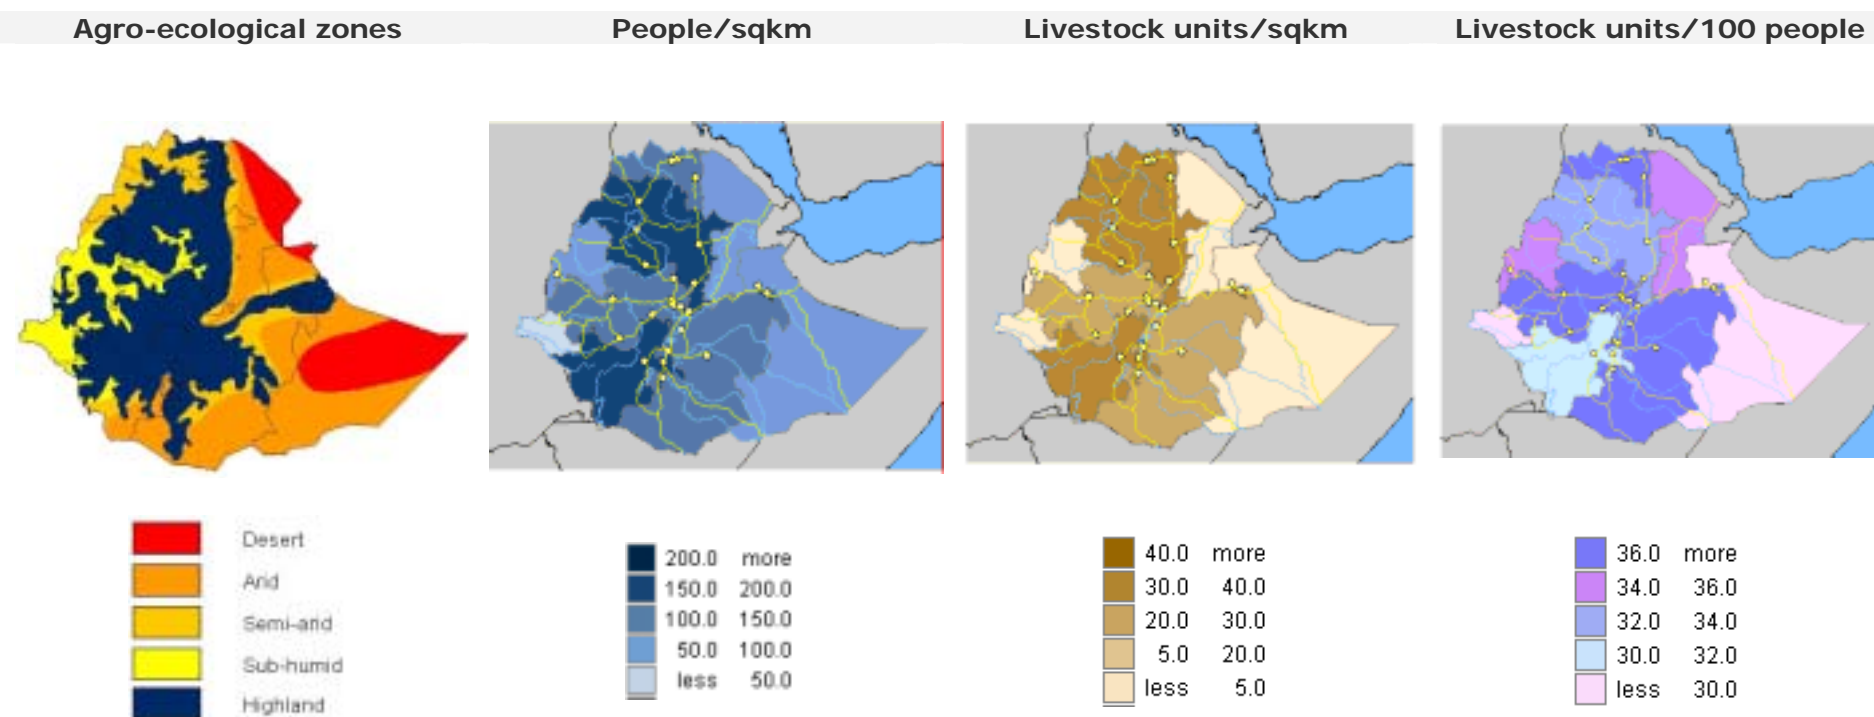 Agro-ecological zones
People/sqkm
Livestock units/sqkm
Livestock units/100 people
Desert
Arid
Semi-arid
Sub-humid
Highland
200.0 more
150.0 200.0
100.0 150.0
50.0 100.0
less 50.0
40.0 more
30.0 40.0
20.0 30.0
5.0 20.0
less 5.0
36.0 more
34.0 36.0
32.0 34.0
30.0 32.0
less 30.0